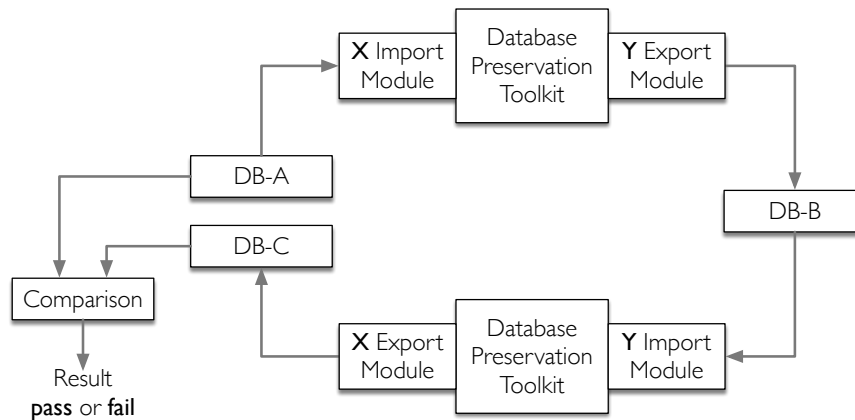 X Import
Module
Database
Preservation
Toolkit
Y Export
Module
DB-A
DB-B
DB-C
Comparison
X Export
Module
Database
Preservation
Toolkit
Y Import
Module
Result
pass or fail